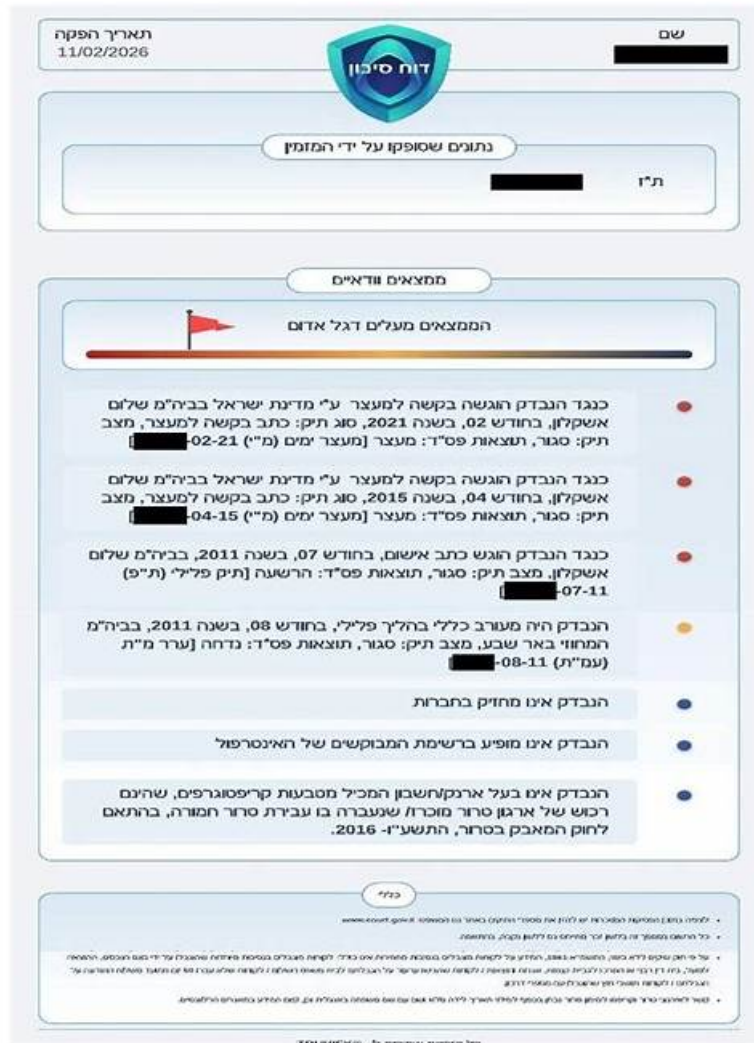 שם
תאריך הפקה
11/02/2026
דוח סיכון
נתונים שסופקו על ידי המזמין
ת"ז
ממצאים וודאיים
הממצאים מעלים דגל אדום
כנגד הנבדק הוגשה בקשה למעצר ע"י מדינת ישראל בביה"מ שלום
אשקלון, בחודש 02, בשנה 2021, סוג תיק: כתב בקשה למעצר, מצב
תיק: סגור, תוצאות פס"ד: מעצר [מעצר ימים (מ"י) 02-21-
כנגד הנבדק הוגשה בקשה למעצר ע"י מדינת ישראל בביה"מ שלום
אשקלון, בחודש 04, בשנה 2015, סוג תיק: כתב בקשה למעצר, מצב
תיק: סגור, תוצאות פס"ד: מעצר [מעצר ימים (מ"י) 04-15-
כנגד הנבדק הוגש כתב אישום, בחודש 07, בשנה 2011, בביה"מ שלום
אשקלון, מצב תיק: סגור, תוצאות פס"ד: הרשעה [תיק פלילי (ת"פ)
07-11-
הנבדק היה מעורב כללי בהליך פלילי, בחודש 08, בשנה 2011, בביה"מ
המחוזי באר שבע, מצב תיק: סגור, תוצאות פס"ד: נדחה [ערר מ"ת
(עמ"ת) 08-11-
הנבדק אינו מחזיק בחברות
הנבדק אינו מופיע ברשימת המבוקשים של האינטרפול
הנבדק אינו בעל ארנק/חשבון המכיל מטבעות קריפטוגרפים, שהינם
רכוש של ארגון טרור מוכרז/ שנעברה בו עבירת טרור חמורה, בהתאם
לחוק המאבק בטרור, התשע"ו- 2016.
כללי